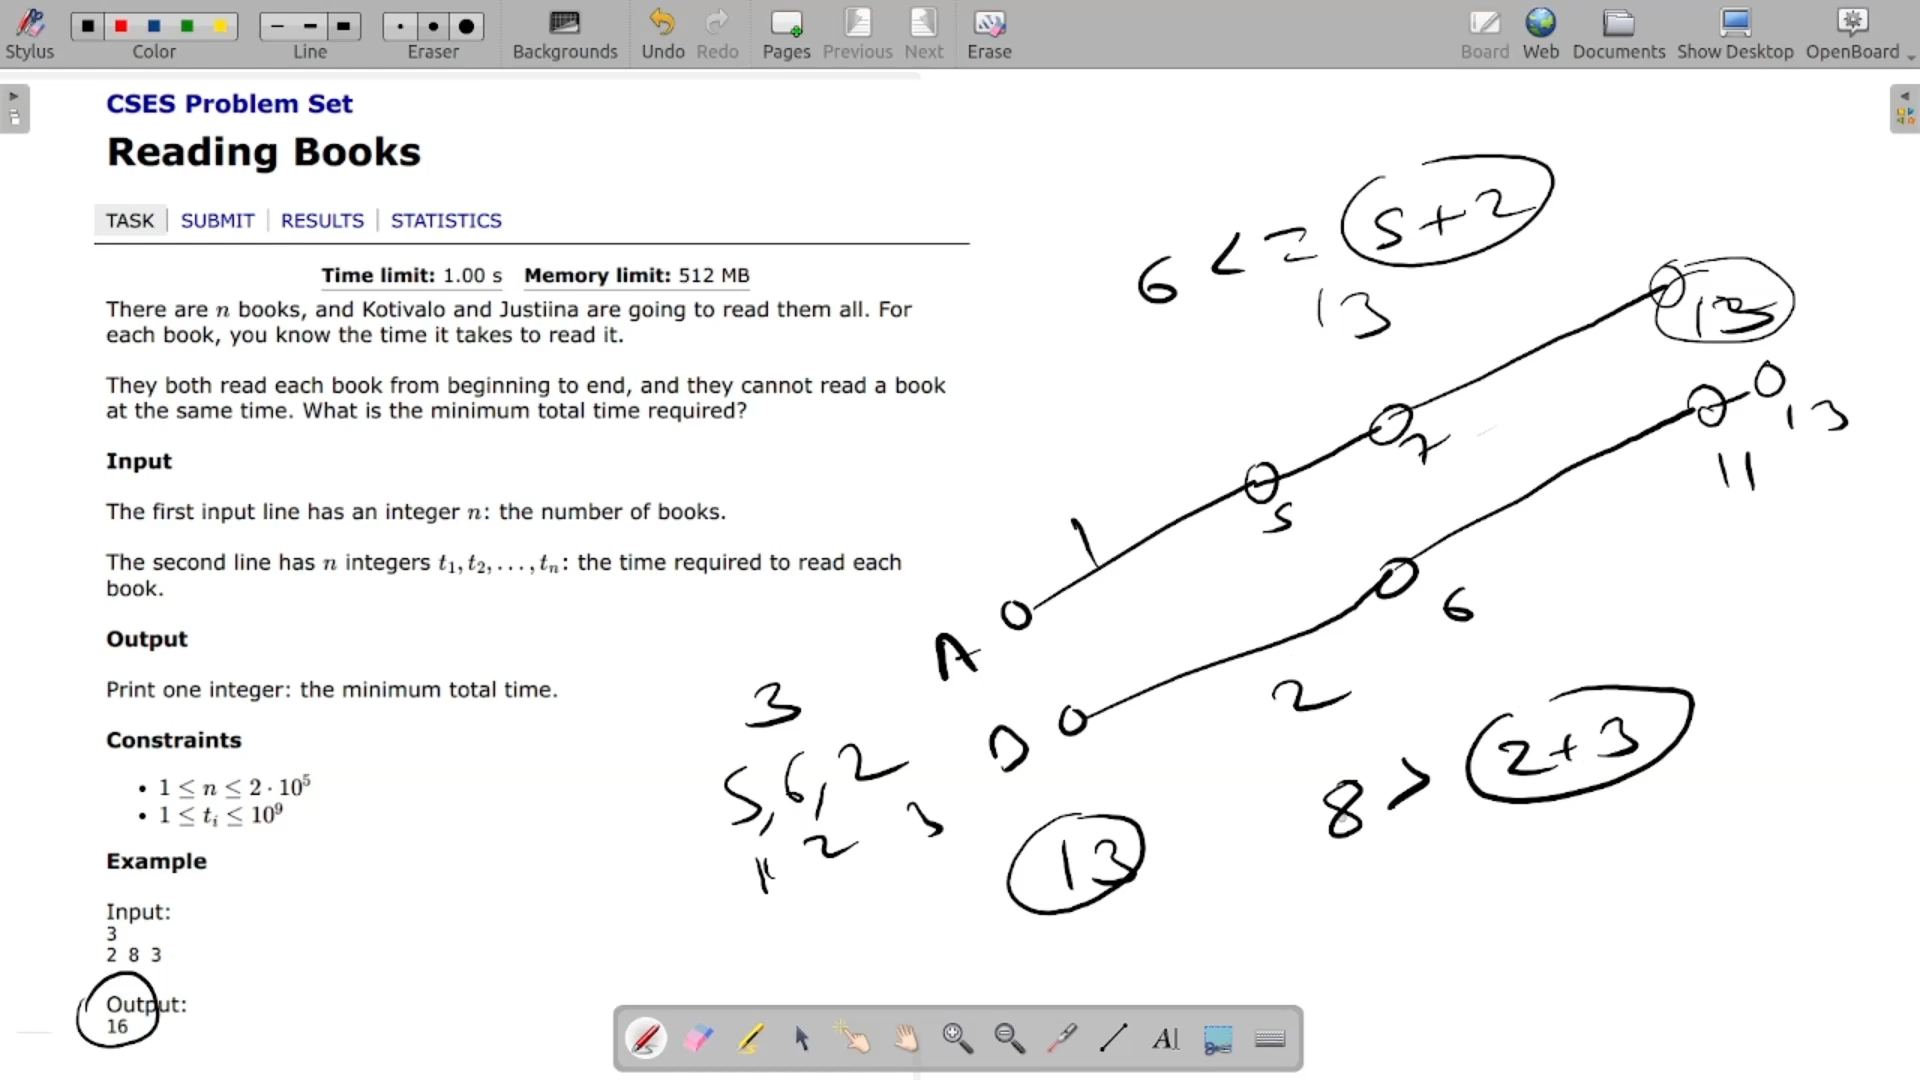 Stylus Color Line Eraser Backgrounds Undo Redo Pages Previous Next Erase Board Web Documents Show Desktop OpenBoard
CSES Problem Set
Reading Books
TASK | SUBMIT | RESULTS | STATISTICS
Time limit: 1.00 s Memory limit: 512 MB
There are n books, and Kotivalo and Justiina are going to read them all. For
each book, you know the time it takes to read it.
They both read each book from beginning to end, and they cannot read a book
at the same time. What is the minimum total time required?
Input
The first input line has an integer n: the number of books.
The second line has n integers t₁, t₂, …, tₙ: the time required to read each
book.
Output
Print one integer: the minimum total time.
Constraints
• 1 ≤ n ≤ 2 · 10⁵
• 1 ≤ tᵢ ≤ 10⁹
Example
Input:
3
2 8 3
Output:
16
6 <= 5+2
13
13
13
11
7
5
1
A
6
2
3
5, 6, 2
1 2 3
13
8 > 2+3
AI